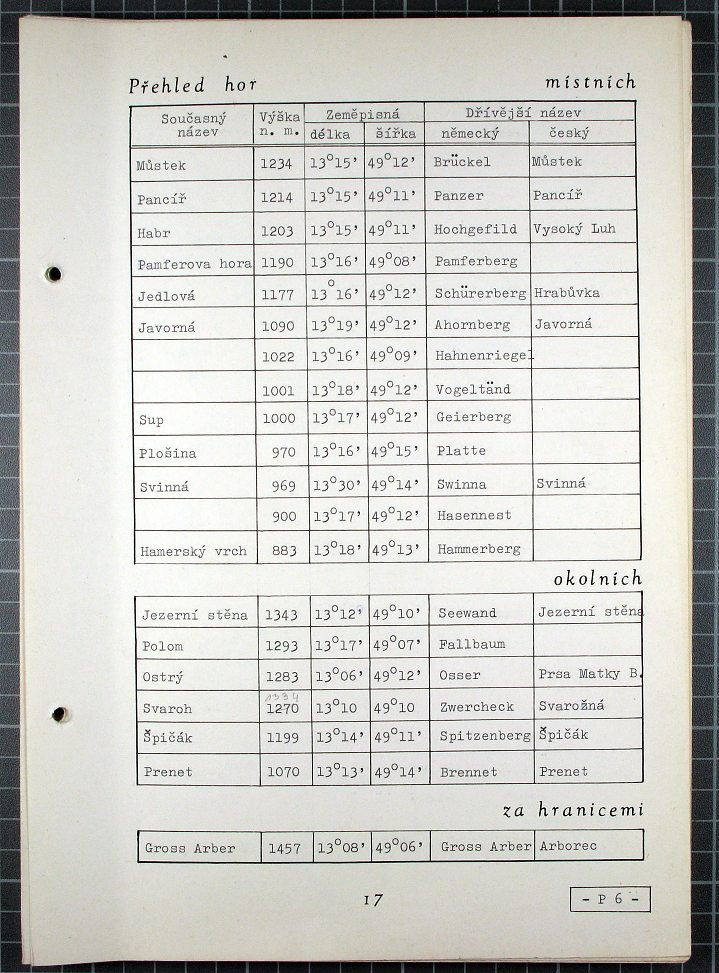 Přehled hor místních
Současný název Výška n. m. Zeměpisná délka šířka Dřívější název německý český
Můstek 1234 13°15' 49°12' Brückel Můstek
Pancíř 1214 13°15' 49°11' Panzer Pancíř
Habr 1203 13°15' 49°11' Hochgefild Vysoký Luh
Pamferova hora 1190 13°16' 49°08' Pamferberg
Jedlová 1177 13°16' 49°12' Schürerberg Hrabůvka
Javorná 1090 13°19' 49°12' Ahornberg Javorná
1022 13°16' 49°09' Hahnenriegel
1001 13°18' 49°12' Vogeltänd
Sup 1000 13°17' 49°12' Geierberg
Plošina 970 13°16' 49°15' Platte
Svinná 969 13°30' 49°14' Swinna Svinná
900 13°17' 49°12' Hasennest
Hamerský vrch 883 13°18' 49°13' Hammerberg
okolních
Jezerní stěna 1343 13°12' 49°10' Seewand Jezerní stěna
Polom 1293 13°17' 49°07' Fallbaum
Ostrý 1283 13°06' 49°12' Osser Prsa Matky B.
1334
Svaroh 1270 13°10 49°10 Zwercheck Svarožná
Špičák 1199 13°14' 49°11' Spitzenberg Špičák
Prenet 1070 13°13' 49°14' Brennet Prenet
za hranicemi
Gross Arber 1457 13°08' 49°06' Gross Arber Arborec
17
- P 6 -